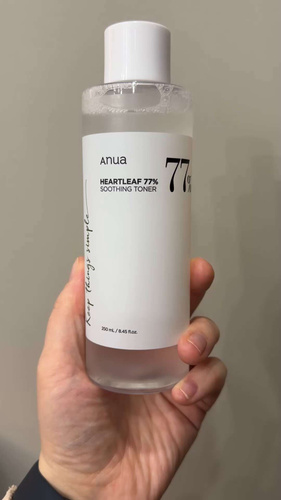 Anua
HEARTLEAF 77%
SOOTHING TONER
77%
Keep things simple
250 mL / 8.45 fl.oz.